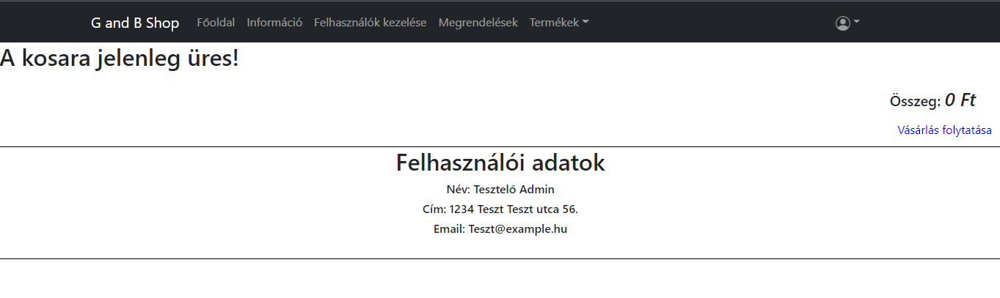 G and B Shop Főoldal Információ Felhasználók kezelése Megrendelések Termékek
A kosara jelenleg üres!
Összeg: 0 Ft
Vásárlás folytatása
Felhasználói adatok
Név: Tesztelő Admin
Cím: 1234 Teszt Teszt utca 56.
Email: Teszt@example.hu